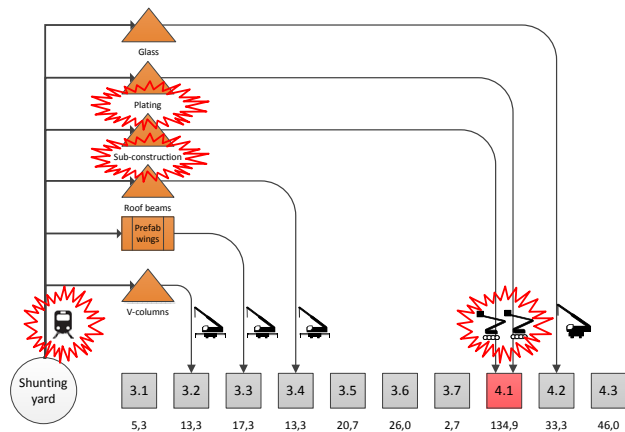 Glass
Plating
Sub-construction
Roof beams
Prefab
wings
V-columns
Shunting
yard
3.1 3.2 3.3 3.4 3.5 3.6 3.7 4.1 4.2 4.3
5,3 13,3 17,3 13,3 20,7 26,0 2,7 134,9 33,3 46,0